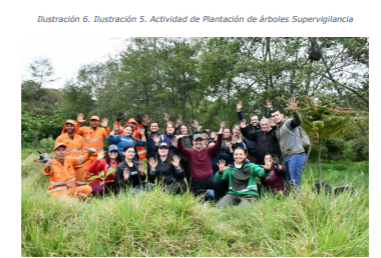 Ilustración 6. Ilustración 5. Actividad de Plantación de árboles Supervigilancia